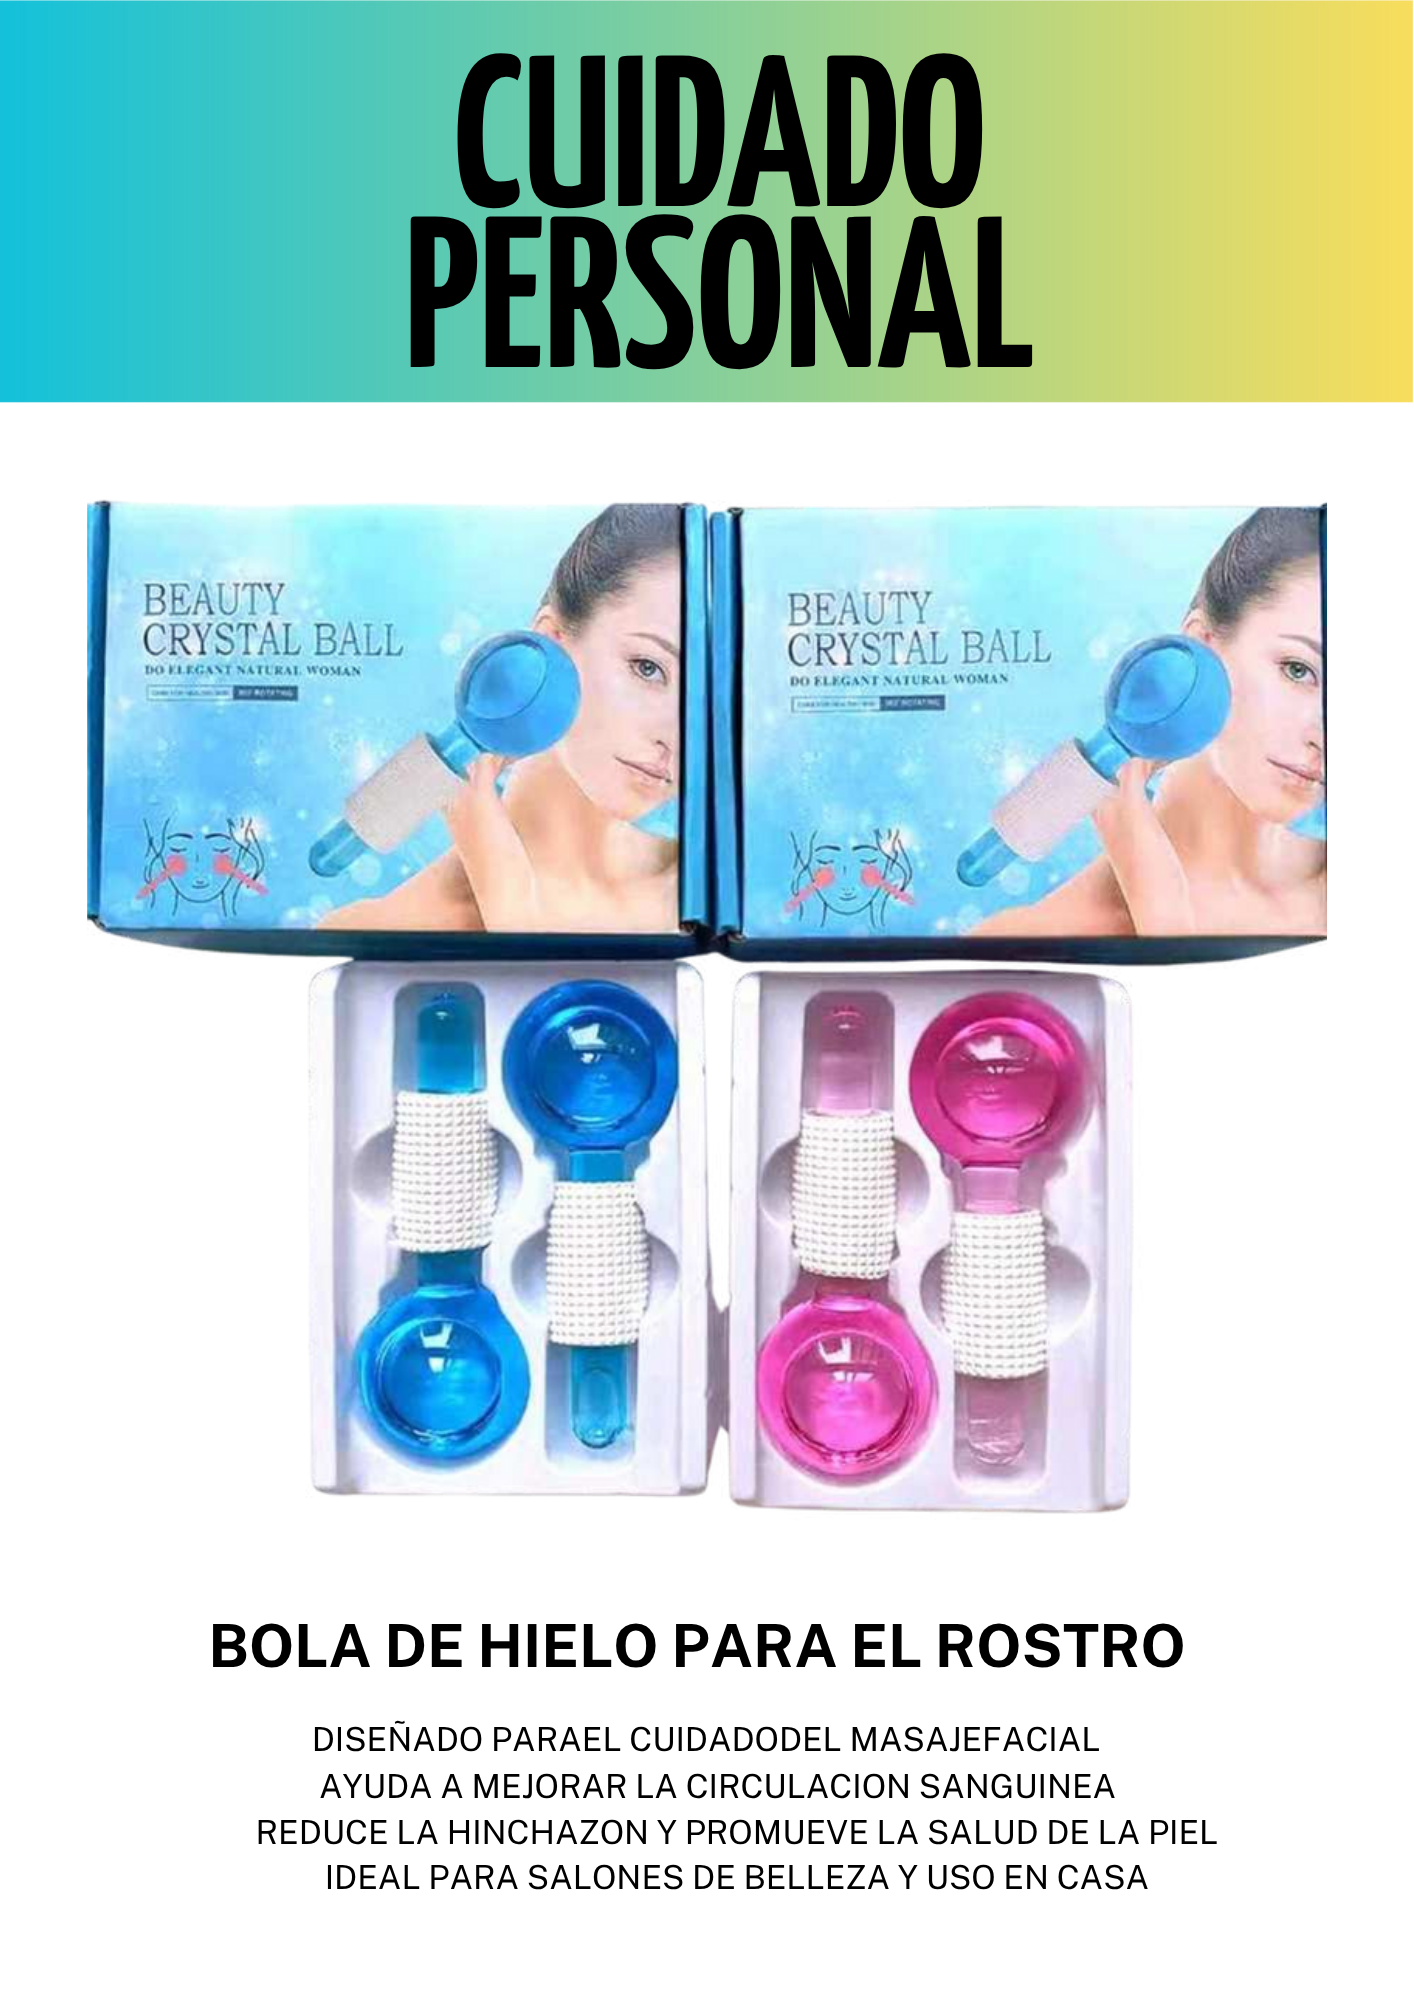 CUIDADO
PERSONAL
BEAUTY
CRYSTAL BALL
DO ELEGANT NATURAL WOMAN
BEAUTY
CRYSTAL BALL
DO ELEGANT NATURAL WOMAN
BOLA DE HIELO PARA EL ROSTRO
DISEÑADO PARAEL CUIDADODEL MASAJEFACIAL
AYUDA A MEJORAR LA CIRCULACION SANGUINEA
REDUCE LA HINCHAZON Y PROMUEVE LA SALUD DE LA PIEL
IDEAL PARA SALONES DE BELLEZA Y USO EN CASA